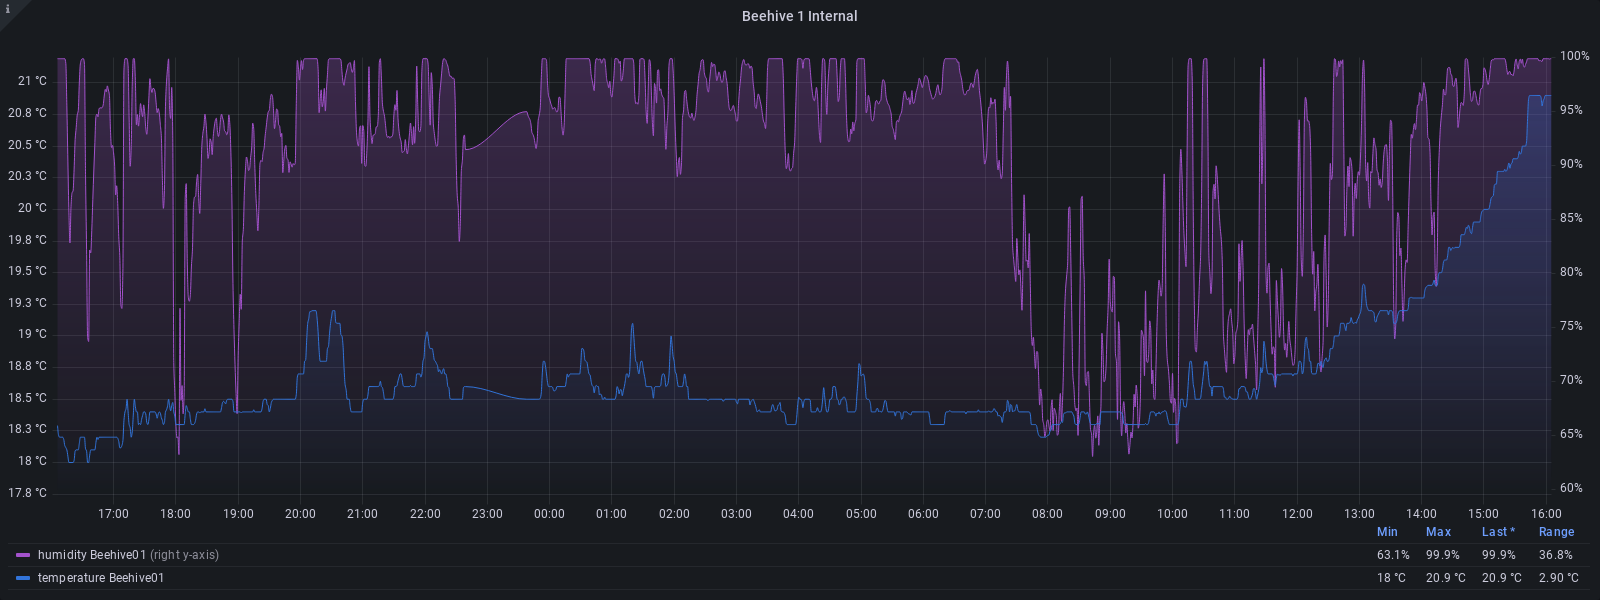 i
Beehive 1 Internal
21 °C
20.8 °C
20.5 °C
20.3 °C
20 °C
19.8 °C
19.5 °C
19.3 °C
19 °C
18.8 °C
18.5 °C
18.3 °C
18 °C
17.8 °C
100%
95%
90%
85%
80%
75%
70%
65%
60%
17:00 18:00 19:00 20:00 21:00 22:00 23:00 00:00 01:00 02:00 03:00 04:00 05:00 06:00 07:00 08:00 09:00 10:00 11:00 12:00 13:00 14:00 15:00 16:00
Min Max Last * Range
humidity Beehive01 (right y-axis) 63.1% 99.9% 99.9% 36.8%
temperature Beehive01 18 °C 20.9 °C 20.9 °C 2.90 °C